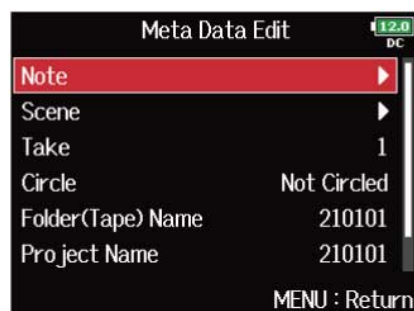 Meta Data Edit 12.0
DC
Note
Scene
Take 1
Circle Not Circled
Folder(Tape) Name 210101
Project Name 210101
MENU : Return